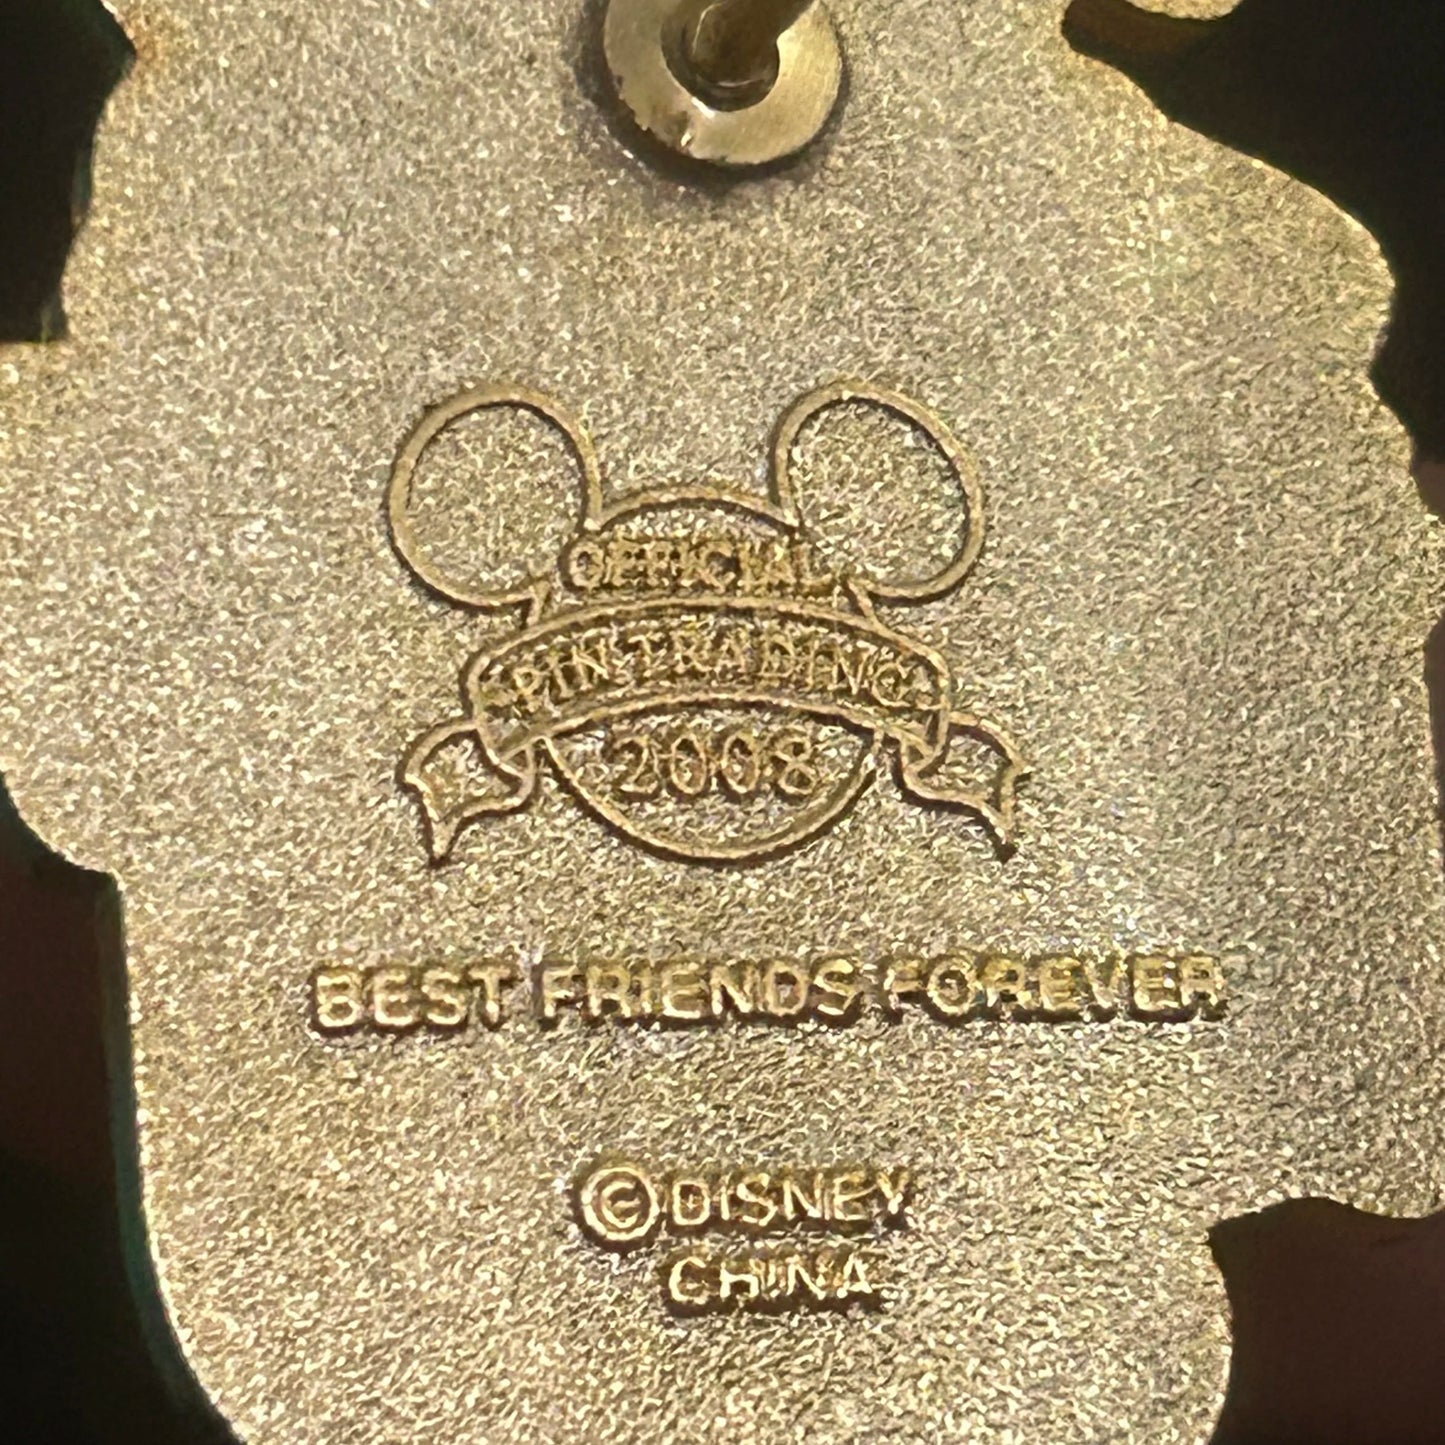 OFFICIAL
PIN TRADING
2008
BEST FRIENDS FOREVER
©DISNEY
CHINA